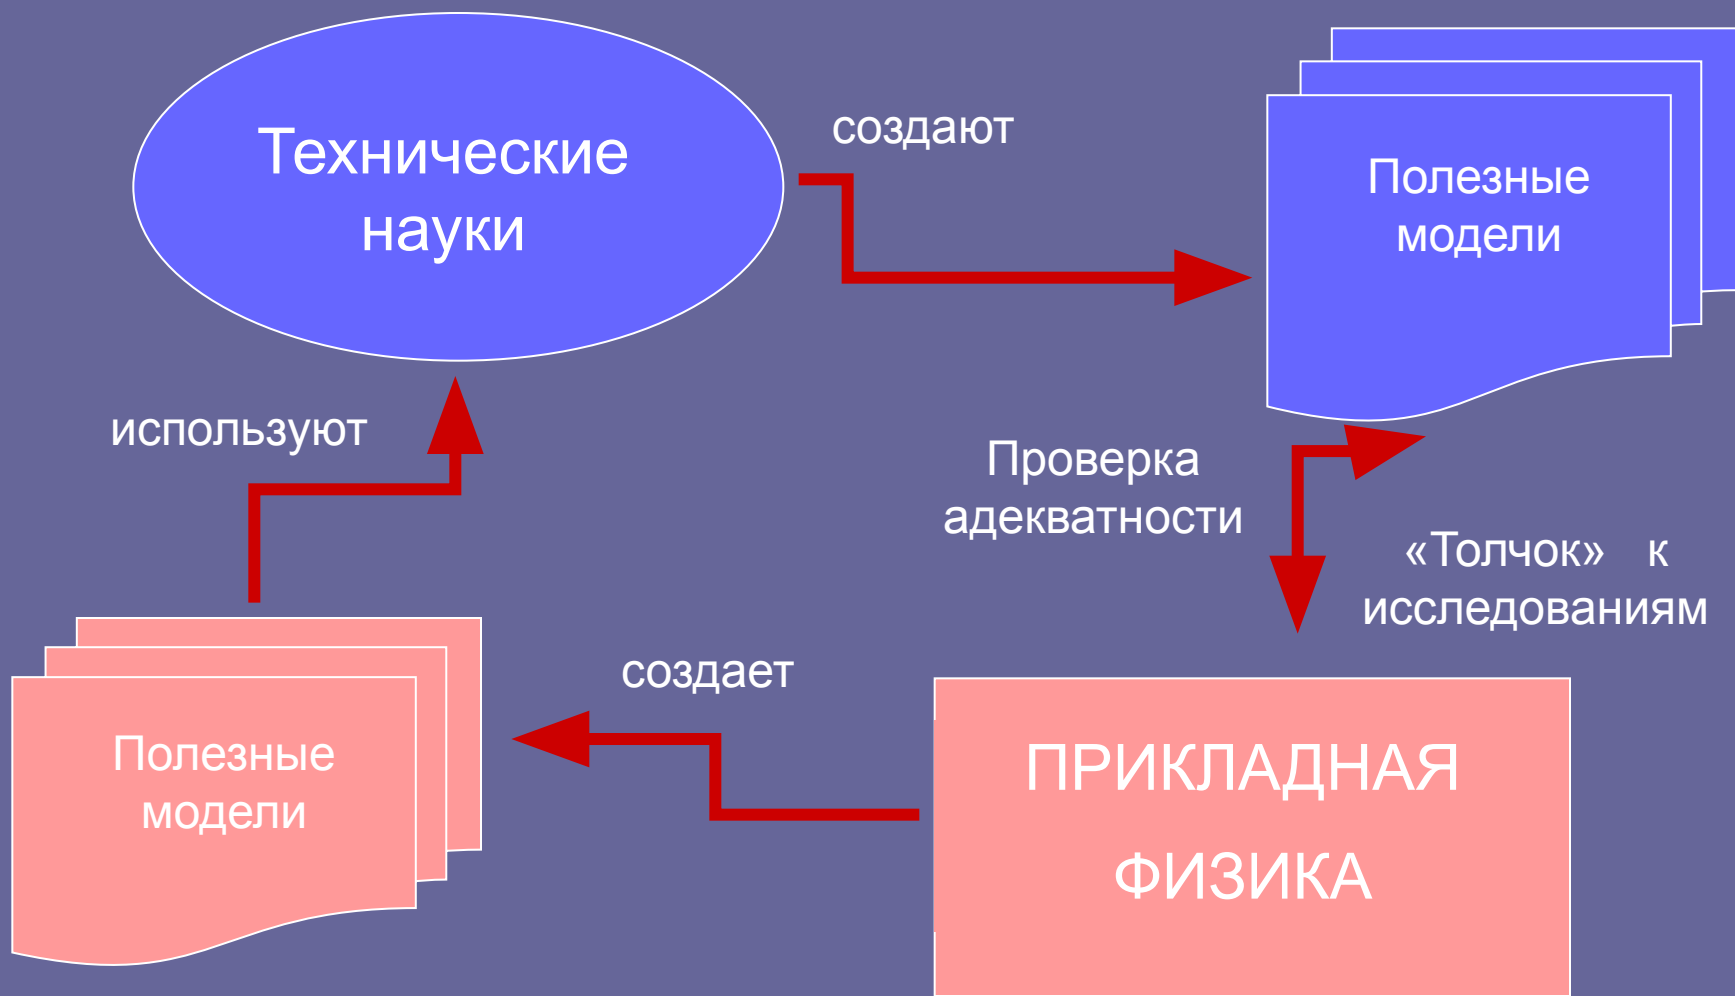 Технические
науки
создают
Полезные
модели
используют
Проверка
адекватности
«Толчок» к
исследованиям
создает
Полезные
модели
ПРИКЛАДНАЯ
ФИЗИКА